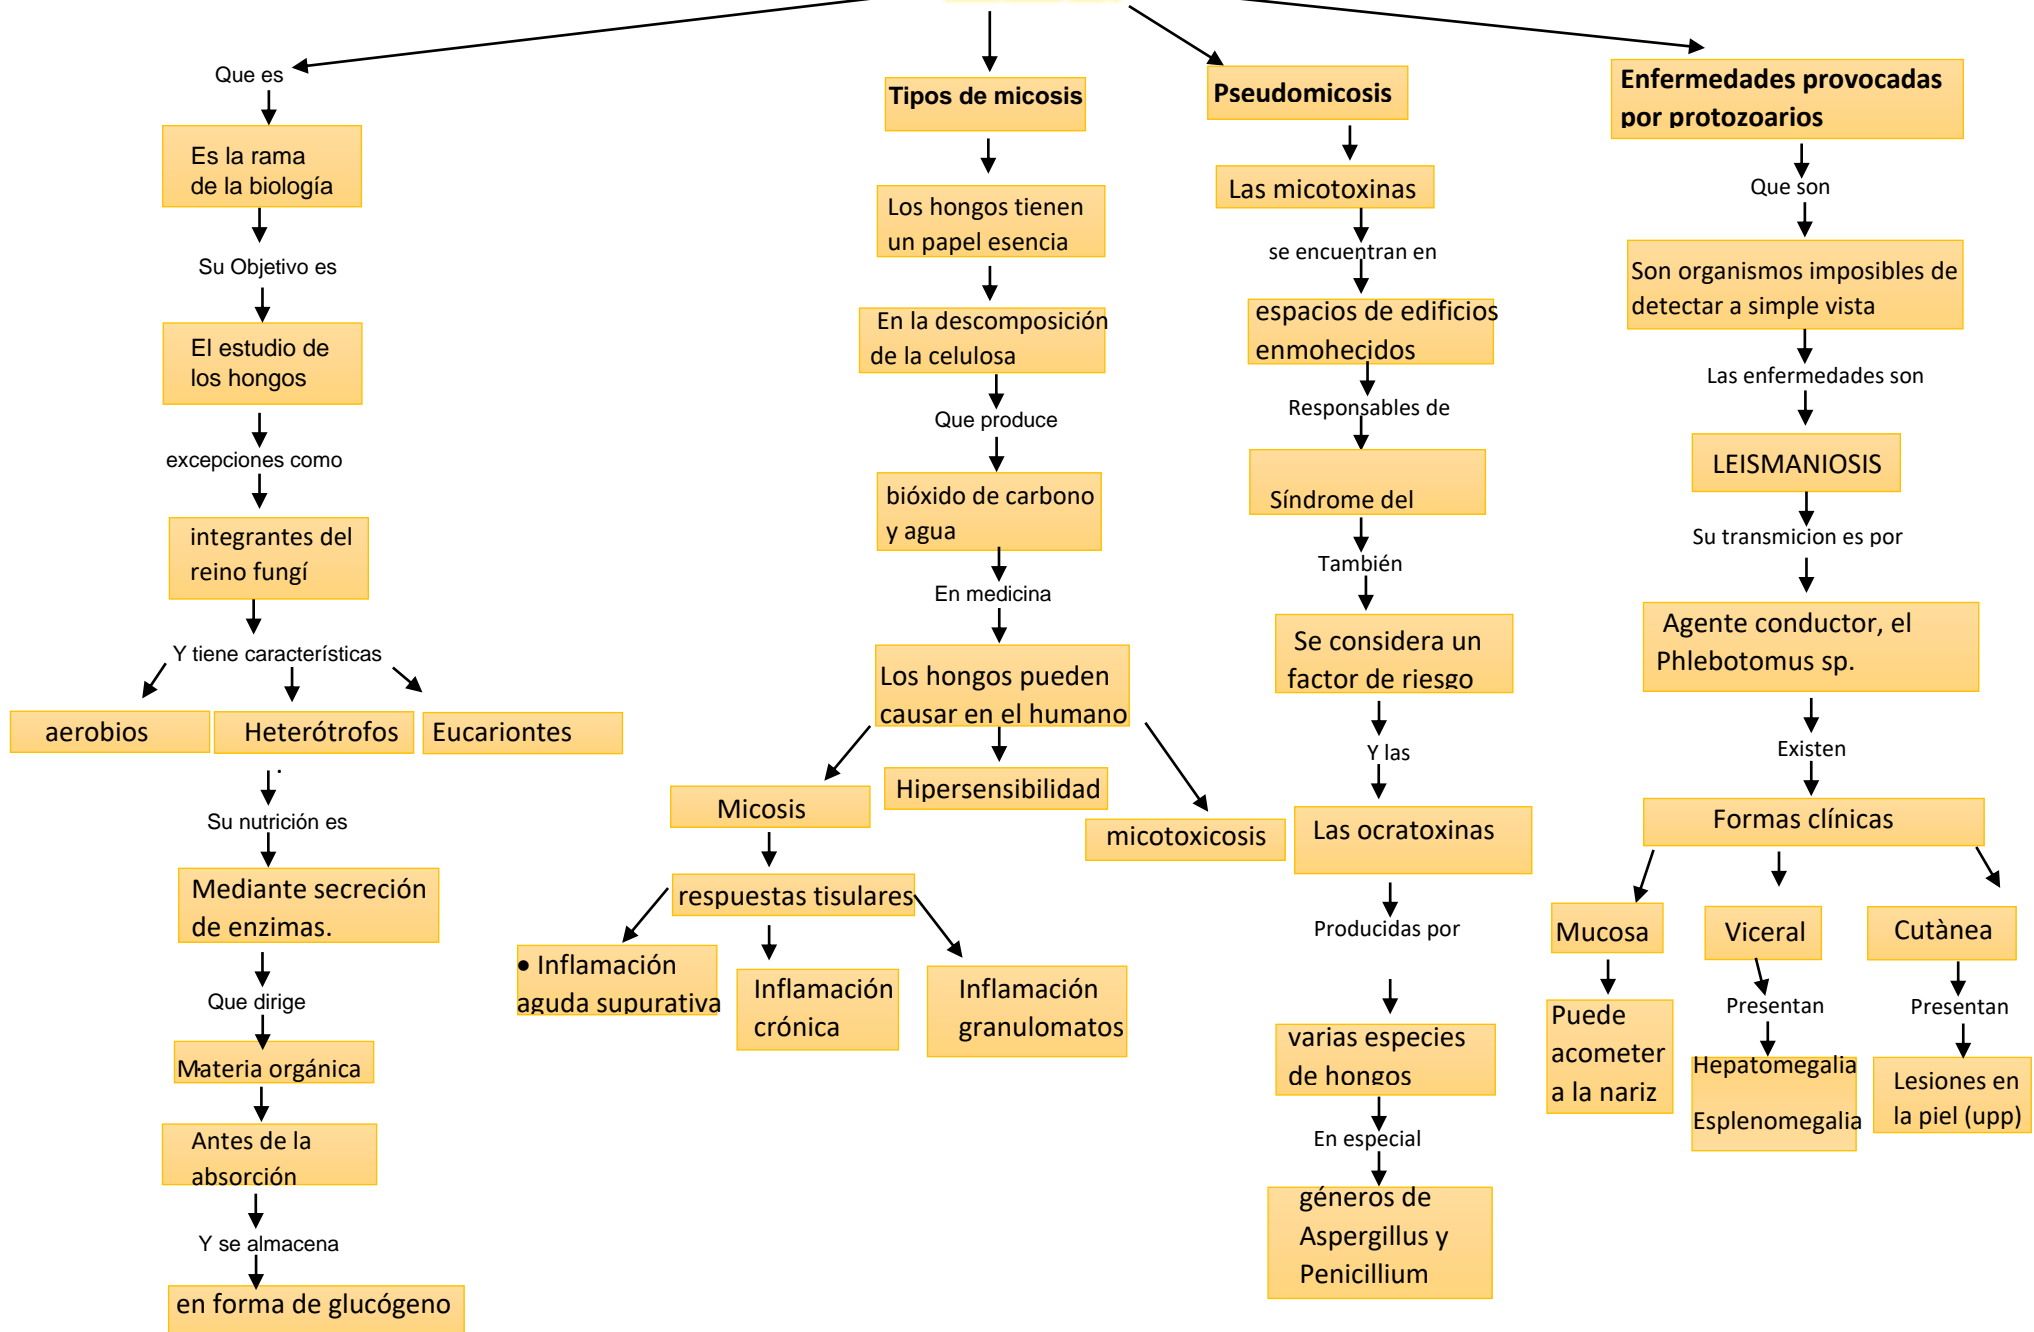 Que es
Es la rama
de la biología
Su Objetivo es
El estudio de
los hongos
excepciones como
integrantes del
reino fungí
Y tiene características
aerobios
Heterótrofos
Eucariontes
.
Su nutrición es
Mediante secreción
de enzimas.
Que dirige
Materia orgánica
Antes de la
absorción
Y se almacena
en forma de glucógeno
Tipos de micosis
Los hongos tienen
un papel esencia
En la descomposición
de la celulosa
Que produce
bióxido de carbono
y agua
En medicina
Los hongos pueden
causar en el humano
Micosis
Hipersensibilidad
micotoxicosis
respuestas tisulares
• Inflamación
aguda supurativa
Inflamación
crónica
Inflamación
granulomatos
Pseudomicosis
Las micotoxinas
se encuentran en
espacios de edificios
enmohecidos
Responsables de
Síndrome del
También
Se considera un
factor de riesgo
Y las
Las ocratoxinas
Producidas por
varias especies
de hongos
En especial
géneros de
Aspergillus y
Penicillium
Enfermedades provocadas
por protozoarios
Que son
Son organismos imposibles de
detectar a simple vista
Las enfermedades son
LEISMANIOSIS
Su transmicion es por
Agente conductor, el
Phlebotomus sp.
Existen
Formas clínicas
Mucosa
Puede
acometer
a la nariz
Viceral
Presentan
Hepatomegalia
Esplenomegalia
Cutànea
Presentan
Lesiones en
la piel (upp)